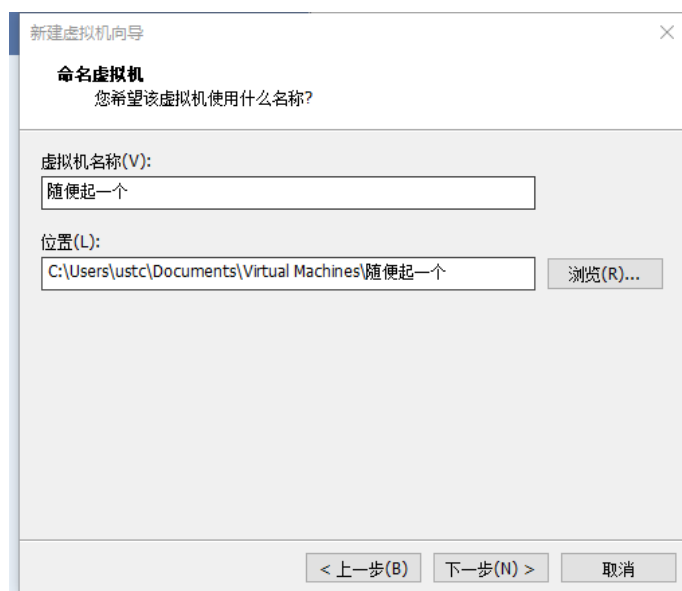 新建虚拟机向导
命名虚拟机
您希望该虚拟机使用什么名称?
虚拟机名称(V):
随便起一个
位置(L):
C:\Users\ustc\Documents\Virtual Machines\随便起一个
浏览(R)...
< 上一步(B)
下一步(N) >
取消